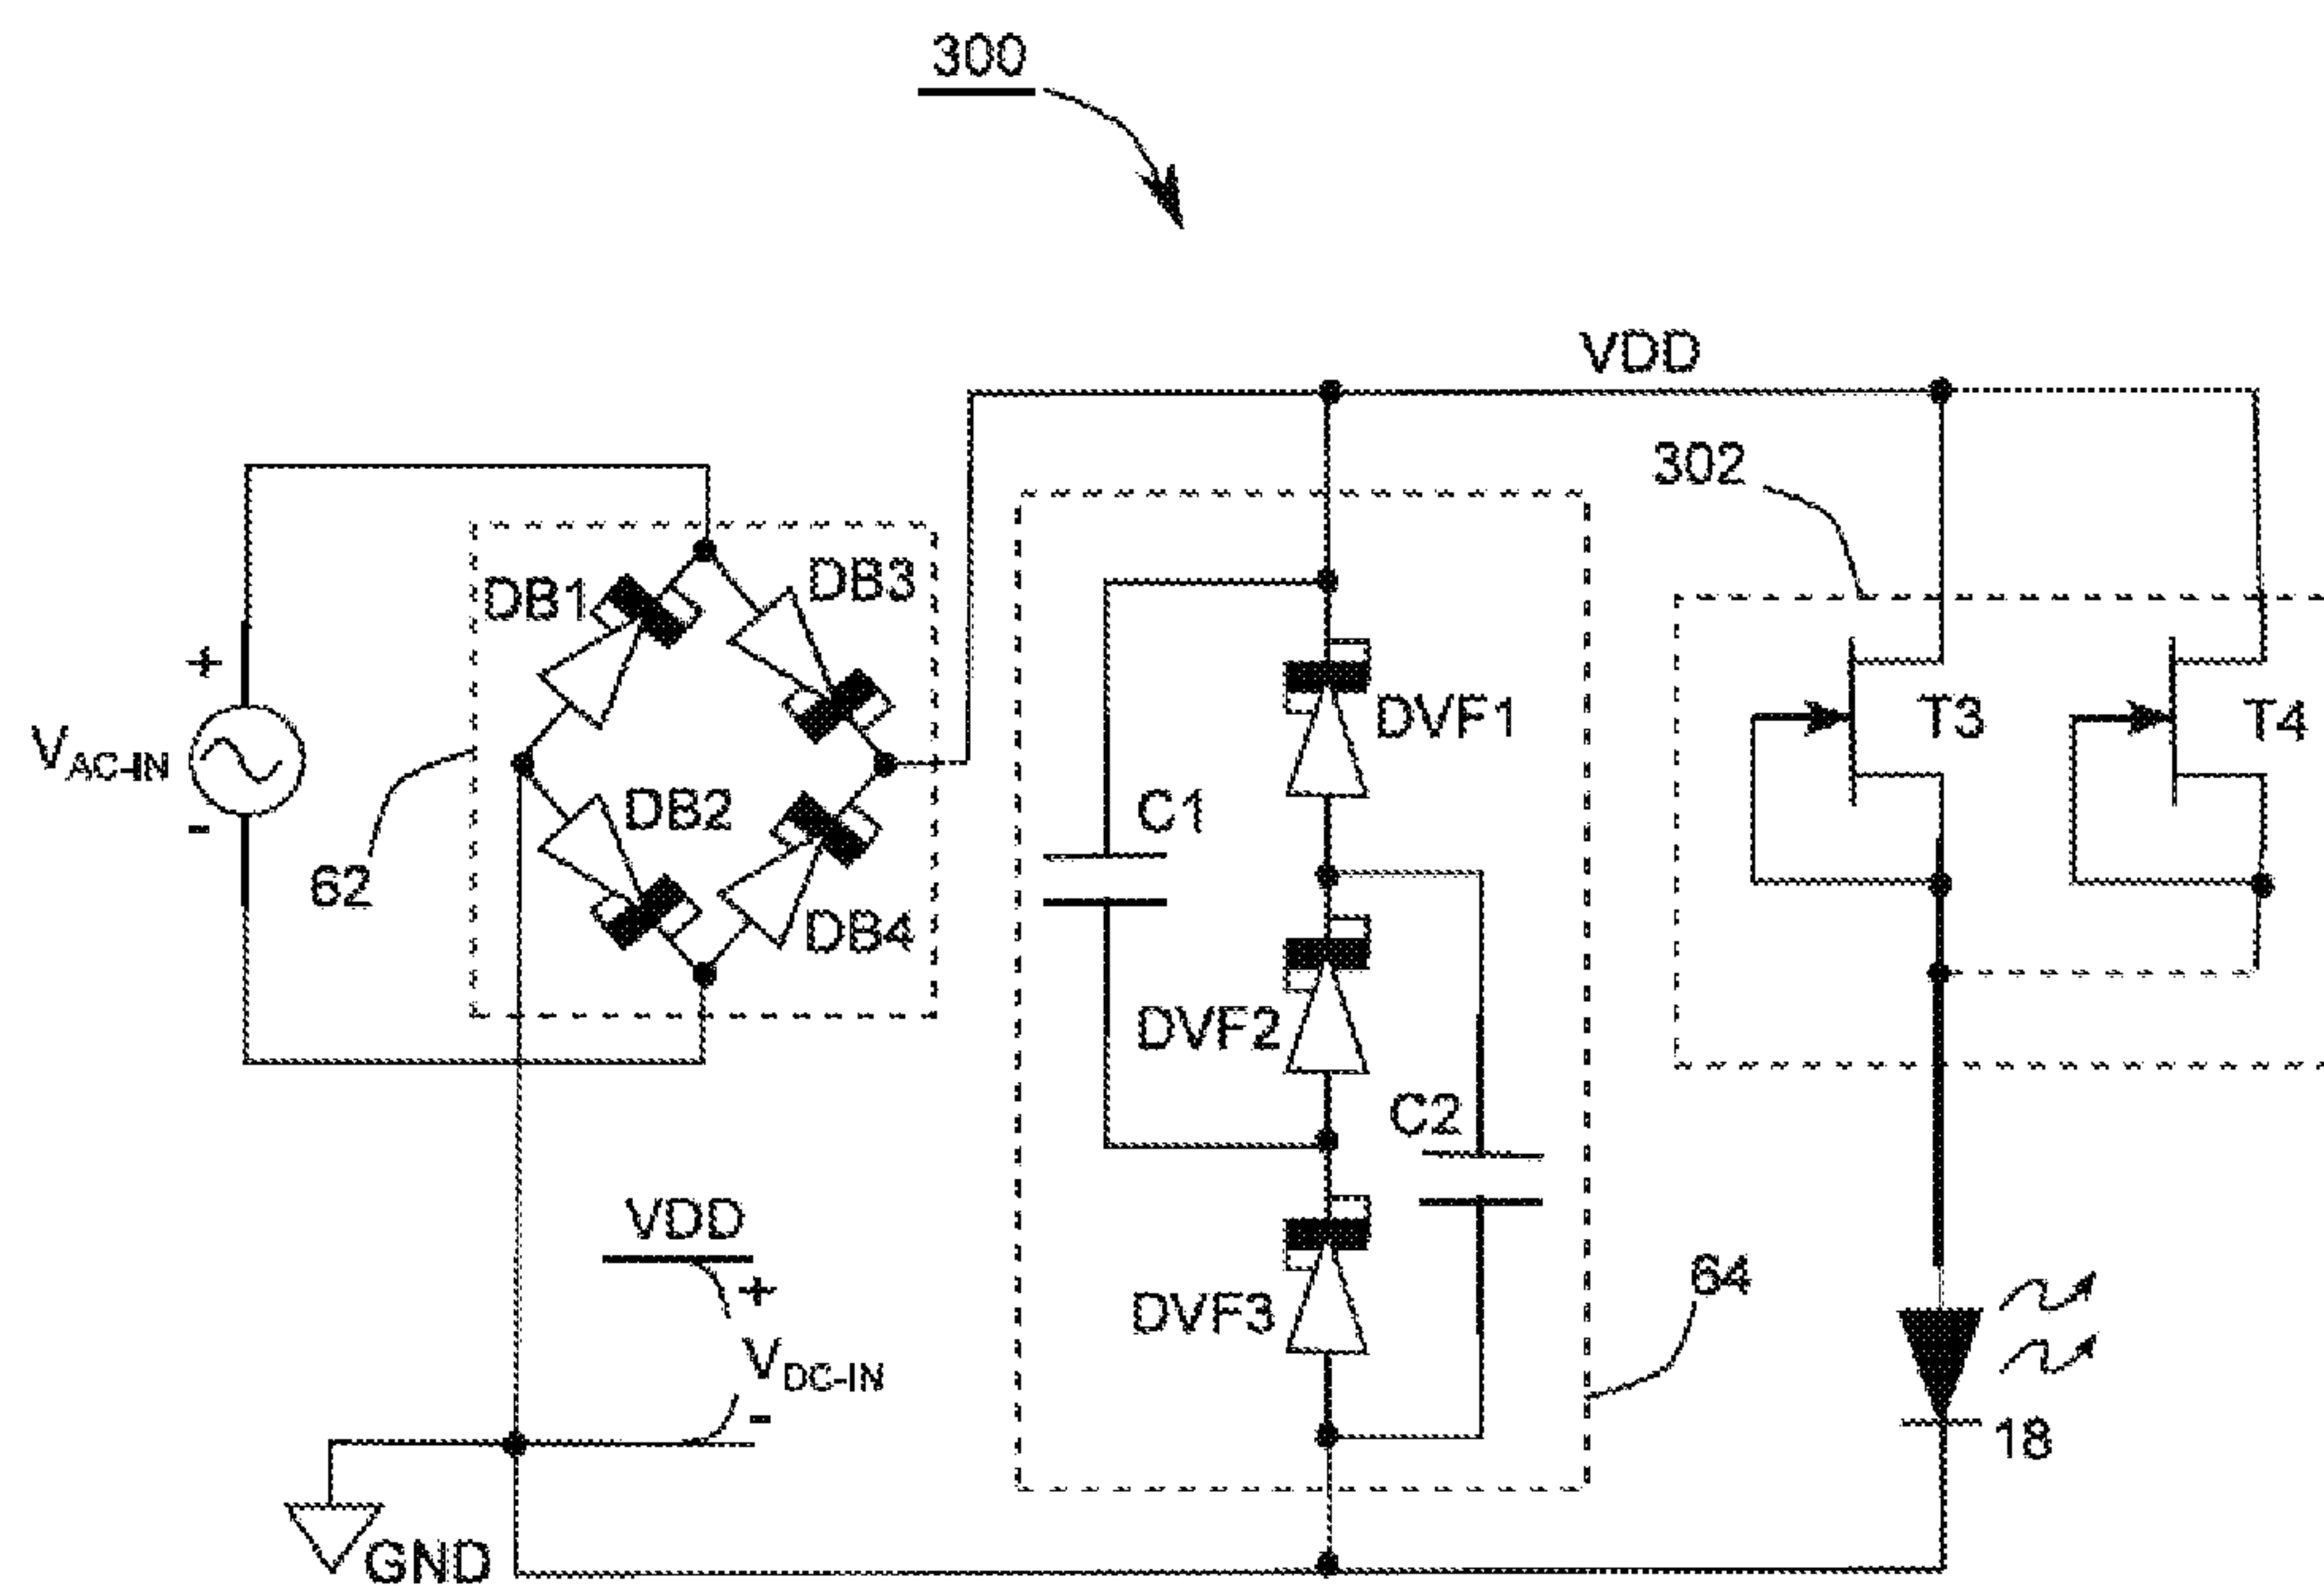 300
VDD
302
DB1
DB3
+
DVF1
T3
T4
VAC-IN
C1
DB2
-
62
DB4
DVF2
C2
VDD
64
+
DVF3
VDC-IN
-
18
GND